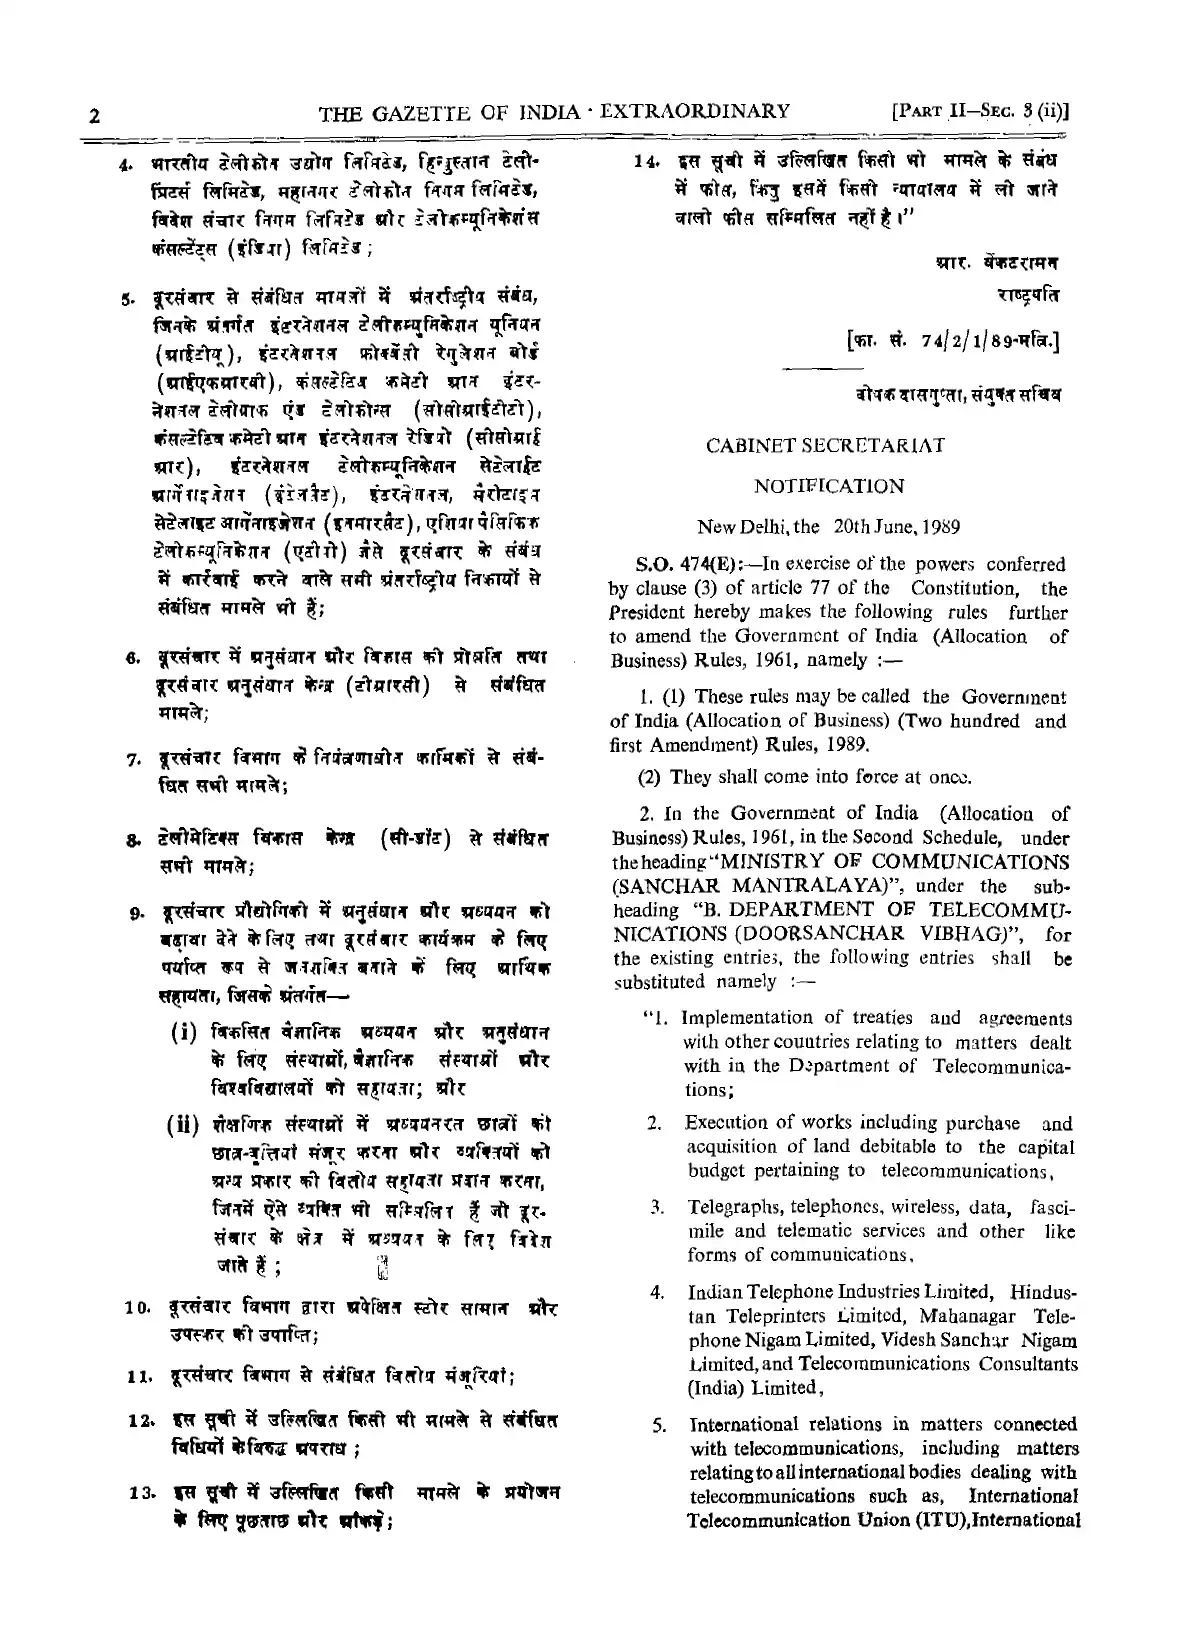 2 THE GAZETTE OF INDIA : EXTRAORDINARY [PART II—SEC. 3 (ii)]
4. भारतीय टेलीफोन उद्योग लिमिटेड, हिन्दुस्तान टेली-
प्रिंटर्स लिमिटेड, महानगर टेलीफोन निगम लिमिटेड,
विदेश संचार निगम लिमिटेड और टेलीकम्यूनिकेशंस
कंसल्टेंट्स (इंडिया) लिमिटेड ;
5. दूरसंचार से संबंधित मामलों में अंतर्राष्ट्रीय संबंध,
जिनके अंतर्गत इंटरनेशनल टेलीकम्युनिकेशन यूनियन
(आईटीयू), इंटरनेशनल फ्रीक्वेंसी रेगुलेशन बोर्ड
(आईएफआरबी), कंसल्टेटिव कमेटी आन इंटर-
नेशनल टेलीग्राफ एंड टेलीफोन्स (सीसीआईटीटी),
कंसल्टेटिव कमेटी आन इंटरनेशनल रेडियो (सीसीआई
आर), इंटरनेशनल टेलीकम्यूनिकेशन सेटेलाईट
आर्गेनाइजेशन (इंटेलसैट), इंटरनेशनल, मैरीटाइम
सेटेलाइट आर्गेनाइजेशन (इनमारसैट), एशिया पैसिफिक
टेलीकम्यूनिकेशन (एटीपी) जैसे दूरसंचार के संबंध
में कार्रवाई करने वाले सभी अंतर्राष्ट्रीय निकायों से
संबंधित मामले भी हैं;
6. दूरसंचार में अनुसंधान और विकास की प्रोन्नति तथा
दूरसंचार अनुसंधान केन्द्र (टीआरसी) से संबंधित
मामले;
7. दूरसंचार विभाग के नियंत्रणाधीन कार्मिकों से संबं-
धित सभी मामले;
8. टेलीमेटिक्स विकास केन्द्र (सी-डॉट) से संबंधित
सभी मामले;
9. दूरसंचार प्रौद्योगिकी में अनुसंधान और अध्ययन को
बढ़ावा देने के लिए तथा दूरसंचार कार्यक्रम के लिए
पर्याप्त रूप से जनशक्ति बनाने के लिए आर्थिक
सहायता, जिसके अंतर्गत—
(i) विकसित वैज्ञानिक अध्ययन और अनुसंधान
के लिए संस्थाओं, वैज्ञानिक संस्थाओं और
विश्वविद्यालयों को सहायता; और
(ii) शैक्षणिक संस्थाओं में अध्ययनरत छात्रों को
छात्र-वृत्तियां मंजूर करना और व्यक्तियों को
अन्य प्रकार की वित्तीय सहायता प्रदान करना,
जिनमें ऐसे व्यक्ति भी सम्मिलित हैं जो दूर-
संचार के क्षेत्र में अध्ययन के लिए विदेश
जाते हैं ;
10. दूरसंचार विभाग द्वारा अपेक्षित स्टोर सामान और
उपस्कर की उपाप्ति;
11. दूरसंचार विभाग से संबंधित वित्तीय मंजूरियां;
12. इस सूची में उल्लिखित किसी भी मामले से संबंधित
विधियों के विरुद्ध अपराध ;
13. इस सूची में उल्लिखित किसी मामले के प्रयोजन
के लिए पूछताछ और आंकड़े;
14. इस सूची में उल्लिखित किसी भी मामले के संबंध
में फीस, किंतु इसमें किसी न्यायालय में ली जाने
वाली फीस सम्मिलित नहीं है।”
आर. वेंकटरामन
राष्ट्रपति
[फा. सं. 74/2/1/89-मंत्रि.]
दीपक दासगुप्ता, संयुक्त सचिव
CABINET SECRETARIAT
NOTIFICATION
New Delhi, the 20th June, 1989
S.O. 474(E):—In exercise of the powers conferred
by clause (3) of article 77 of the Constitution, the
President hereby makes the following rules further
to amend the Government of India (Allocation of
Business) Rules, 1961, namely :—
1. (1) These rules may be called the Government
of India (Allocation of Business) (Two hundred and
first Amendment) Rules, 1989.
(2) They shall come into force at once.
2. In the Government of India (Allocation of
Business) Rules, 1961, in the Second Schedule, under
the heading “MINISTRY OF COMMUNICATIONS
(SANCHAR MANTRALAYA)”, under the sub-
heading “B. DEPARTMENT OF TELECOMMU-
NICATIONS (DOORSANCHAR VIBHAG)”, for
the existing entries, the following entries shall be
substituted namely :—
“1. Implementation of treaties and agreements
with other countries relating to matters dealt
with in the Department of Telecommunica-
tions;
2. Execution of works including purchase and
acquisition of land debitable to the capital
budget pertaining to telecommunications,
3. Telegraphs, telephones, wireless, data, fasci-
mile and telematic services and other like
forms of communications,
4. Indian Telephone Industries Limited, Hindus-
tan Teleprinters Limited, Mahanagar Tele-
phone Nigam Limited, Videsh Sanchar Nigam
Limited, and Telecommunications Consultants
(India) Limited,
5. International relations in matters connected
with telecommunications, including matters
relating to all international bodies dealing with
telecommunications such as, International
Telecommunication Union (ITU), International